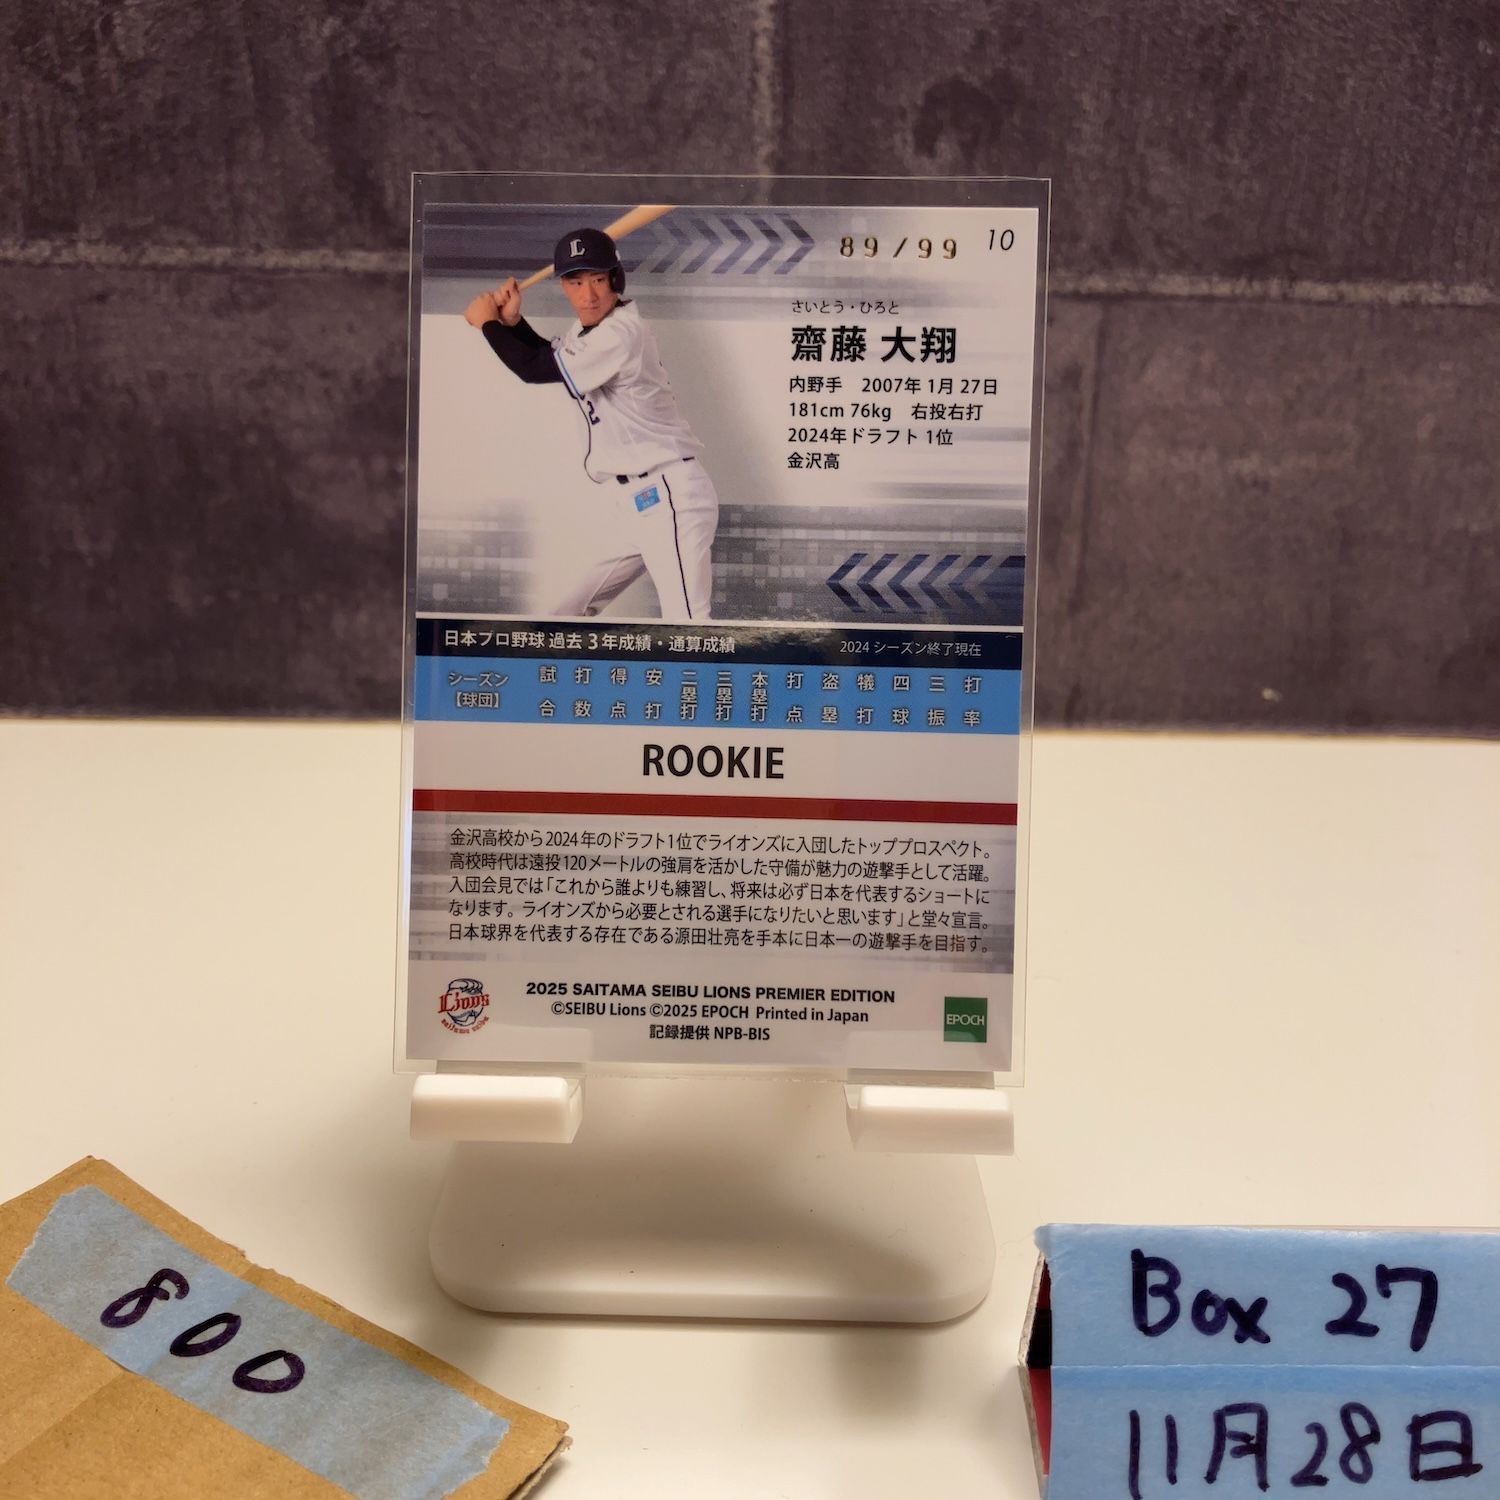 89/99 10
さいとう・ひろと
齋藤 大翔
内野手 2007年1月27日
181cm 76kg 右投右打
2024年ドラフト1位
金沢高
L
2
日本プロ野球 過去3年成績・通算成績 2024 シーズン終了現在
シーズン【球団】 試合 打数 得点 安打 二塁打 三塁打 本塁打 打点 盗塁 犠打 四球 三振 打率
ROOKIE
金沢高校から2024年のドラフト1位でライオンズに入団したトッププロスペクト。
高校時代は遠投120メートルの強肩を活かした守備が魅力の遊撃手として活躍。
入団会見では「これから誰よりも練習し、将来は必ず日本を代表するショートに
なります。ライオンズから必要とされる選手になりたいと思います」と堂々宣言。
日本球界を代表する存在である源田壮亮を手本に日本一の遊撃手を目指す。
Lions
saitama seibu
2025 SAITAMA SEIBU LIONS PREMIER EDITION
©SEIBU Lions ©2025 EPOCH Printed in Japan
記録提供 NPB-BIS
EPOCH
800
Box 27
11月28日